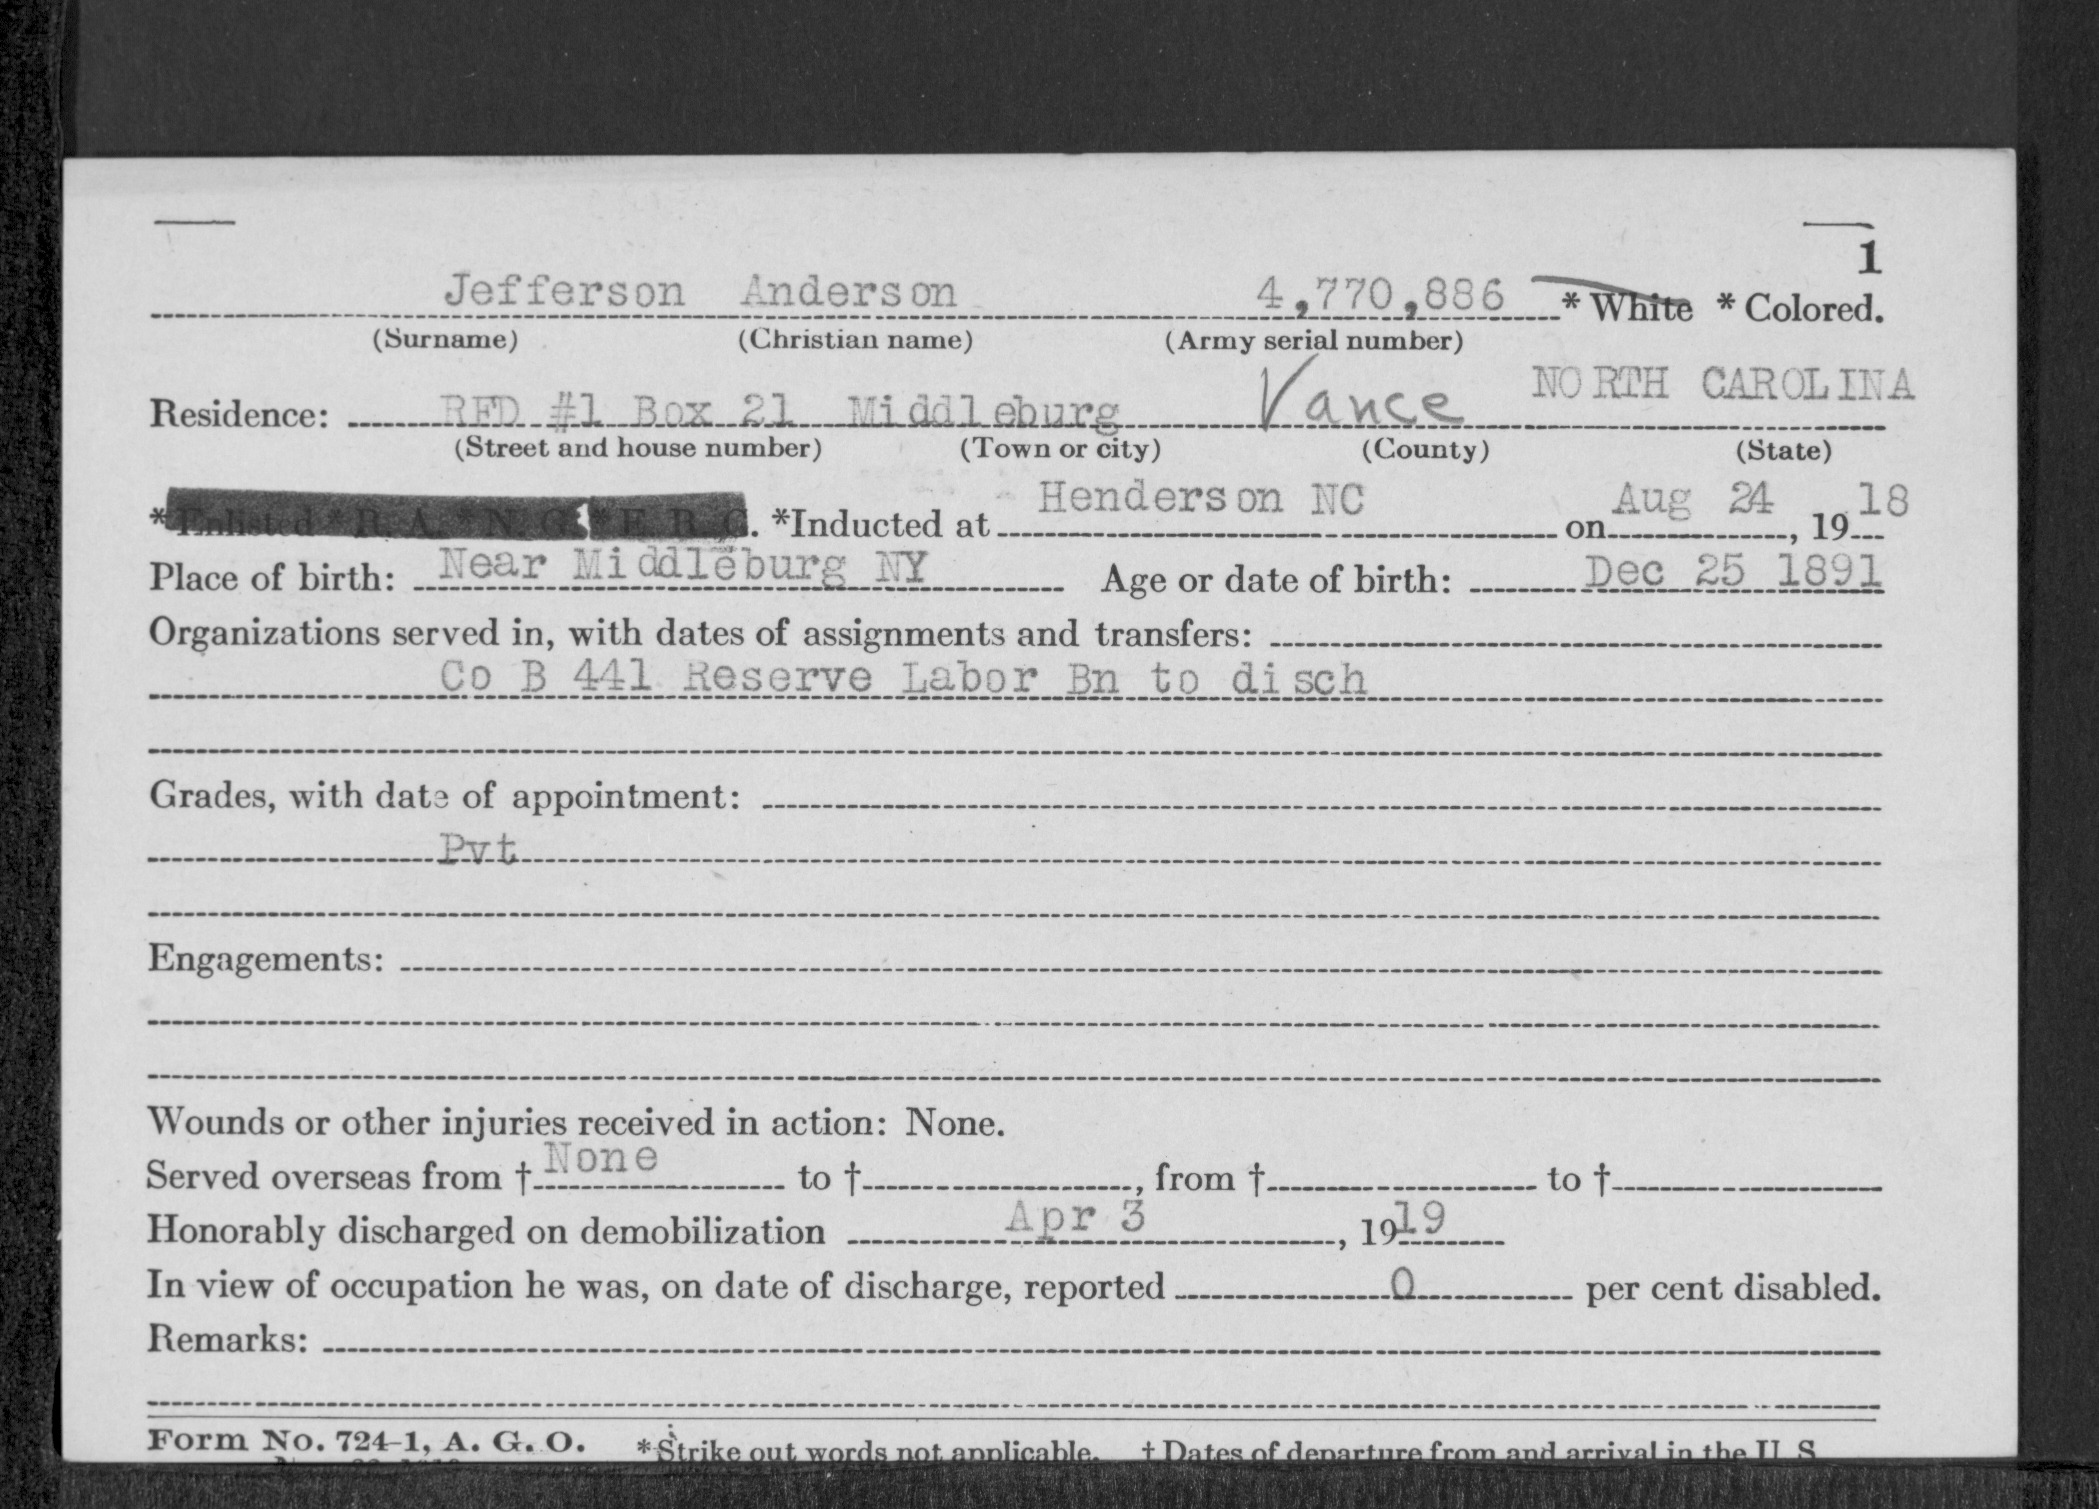 1
Jefferson Anderson 4,770,886 * White * Colored.
(Surname) (Christian name) (Army serial number)
NORTH CAROLINA
Residence: RFD #1 Box 21 Middleburg Vance
(Street and house number) (Town or city) (County) (State)
* Enlisted * R. A. * N. G. * E. R. C. *Inducted at Henderson NC on Aug 24, 1918
Place of birth: Near Middleburg NY Age or date of birth: Dec 25 1891
Organizations served in, with dates of assignments and transfers:
Co B 441 Reserve Labor Bn to disch
Grades, with date of appointment:
Pvt
Engagements:
Wounds or other injuries received in action: None.
Served overseas from † None to †, from † to †
Honorably discharged on demobilization Apr 3, 1919
In view of occupation he was, on date of discharge, reported 0 per cent disabled.
Remarks:
Form No. 724-1, A. G. O. *Strike out words not applicable. † Dates of departure from and arrival in the U. S.